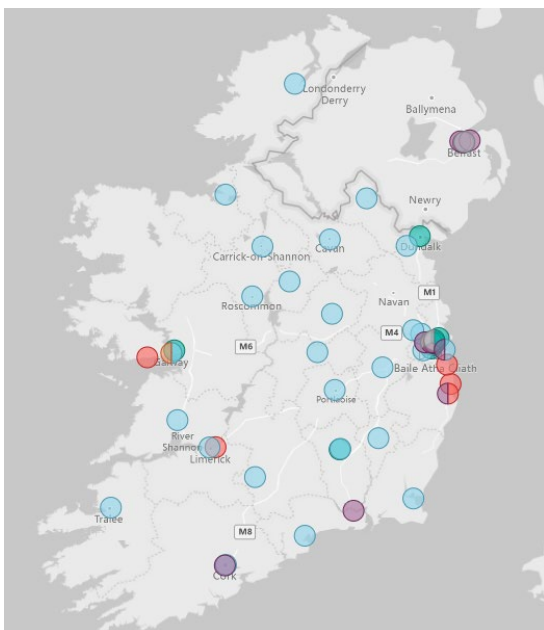 Londonderry
Derry
Ballymena
Belfast
Newry
Cavan
Dundalk
Carrick-on-Shannon
M1
Roscommon
Navan
M4
M6
Galway
Baile Átha Cliath
Portlaoise
River
Shannon
Limerick
Tralee
M8
Cork